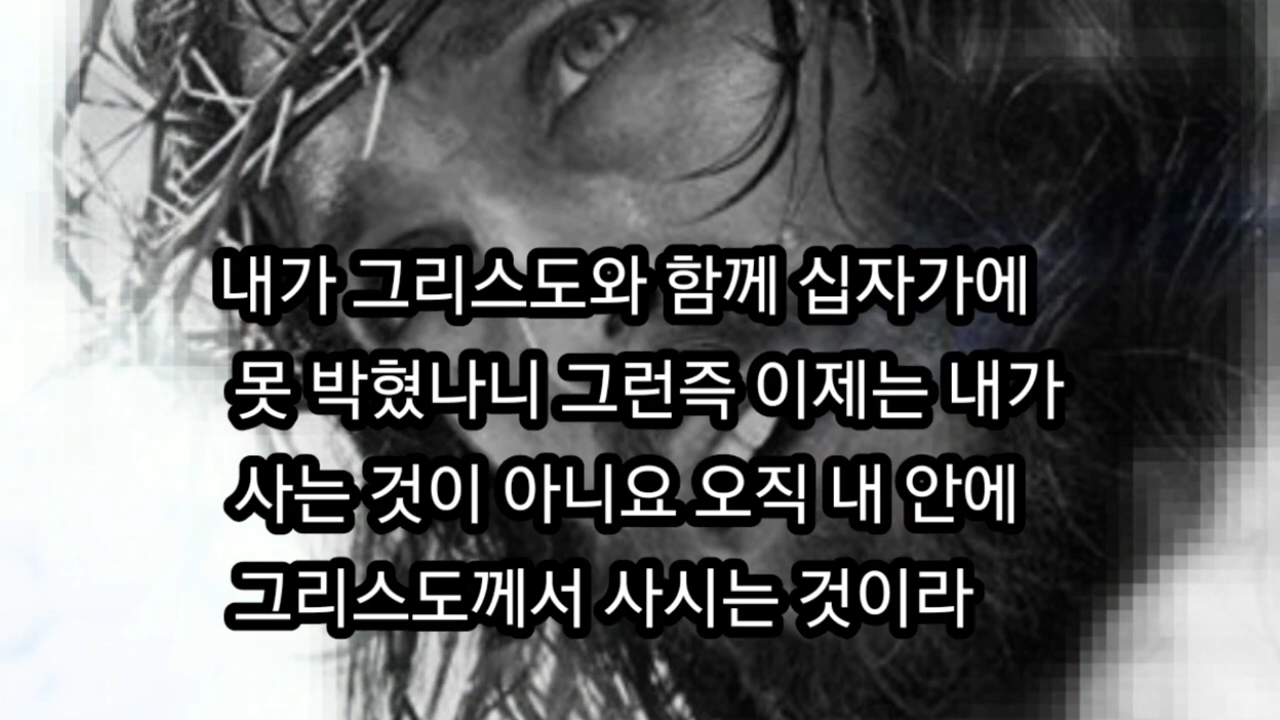 내가 그리스도와 함께 십자가에
못 박혔나니 그런즉 이제는 내가
사는 것이 아니요 오직 내 안에
그리스도께서 사시는 것이라